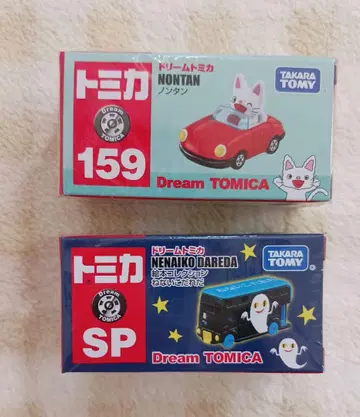 トミカ
Dream
TOMICA
159
ドリームトミカ
NONTAN
ノンタン
TAKARA
TOMY
Dream TOMICA
トミカ
Dream
TOMICA
SP
ドリームトミカ
NENAIKO DAREDA
絵本コレクション
ねないこだれだ
TAKARA
TOMY
Dream TOMICA